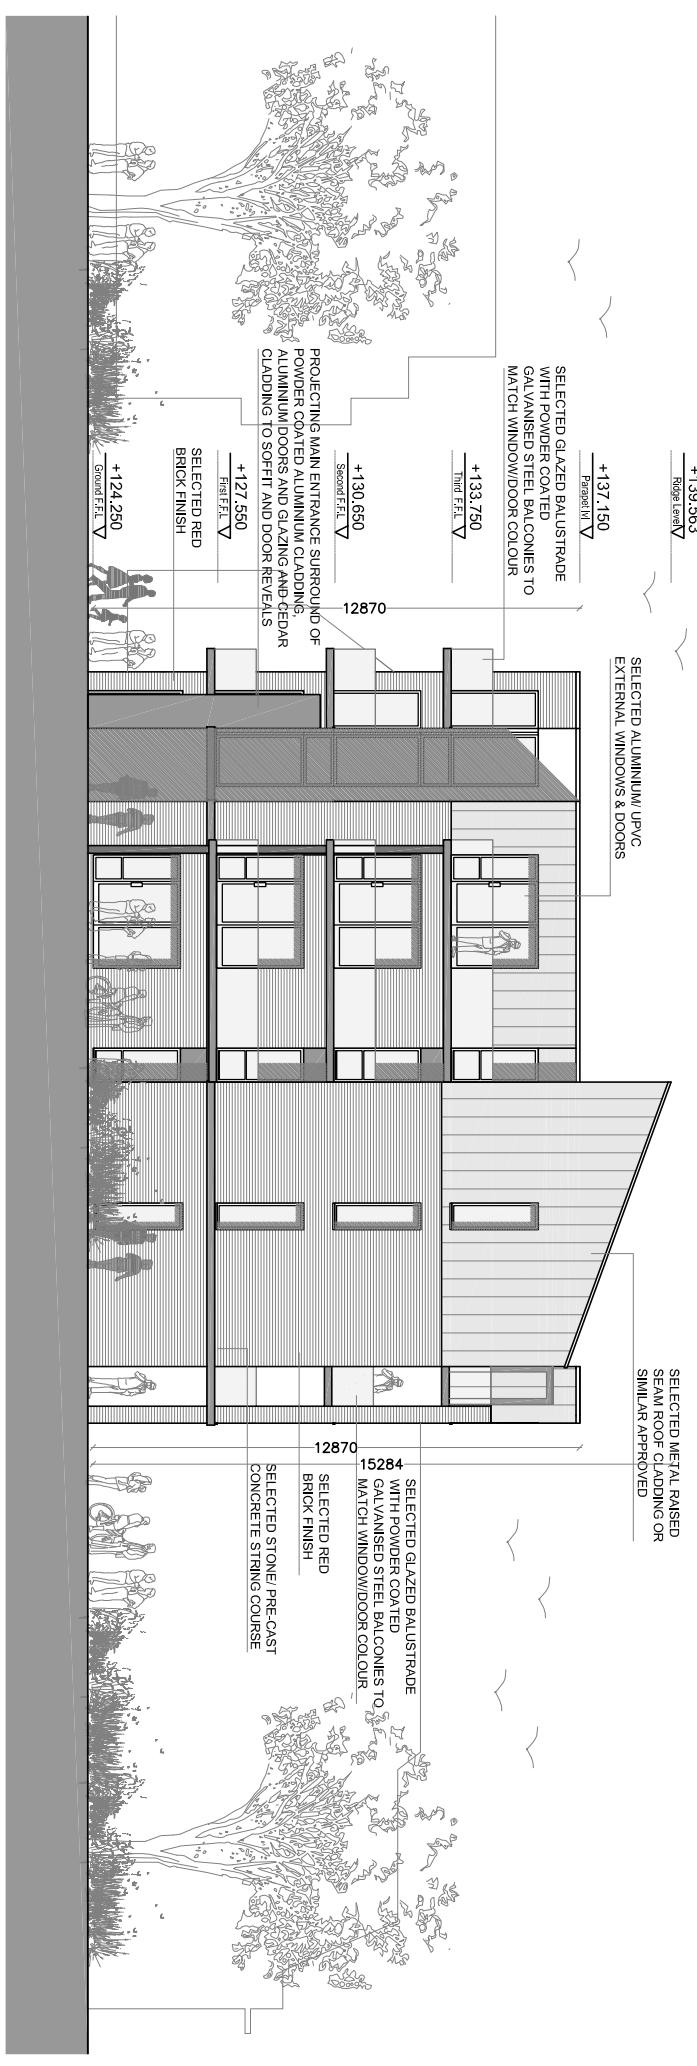 +139.563
Ridge Level
+137.150
Parapet lvl
+133.750
Third F.F.L
+130.650
Second F.F.L
+127.550
First F.F.L
+124.250
Ground F.F.L
SELECTED GLAZED BALUSTRADE
WITH POWDER COATED
GALVANISED STEEL BALCONIES TO
MATCH WINDOW/DOOR COLOUR
PROJECTING MAIN ENTRANCE SURROUND OF
POWDER COATED ALUMINIUM CLADDING,
ALUMINIUM DOORS AND GLAZING AND CEDAR
CLADDING TO SOFFIT AND DOOR REVEALS
SELECTED RED
BRICK FINISH
12870
SELECTED ALUMINIUM/ UPVC
EXTERNAL WINDOWS & DOORS
SELECTED METAL RAISED
SEAM ROOF CLADDING OR
SIMILAR APPROVED
12870
15284
SELECTED GLAZED BALUSTRADE
WITH POWDER COATED
GALVANISED STEEL BALCONIES TO
MATCH WINDOW/DOOR COLOUR
SELECTED RED
BRICK FINISH
SELECTED STONE/ PRE-CAST
CONCRETE STRING COURSE